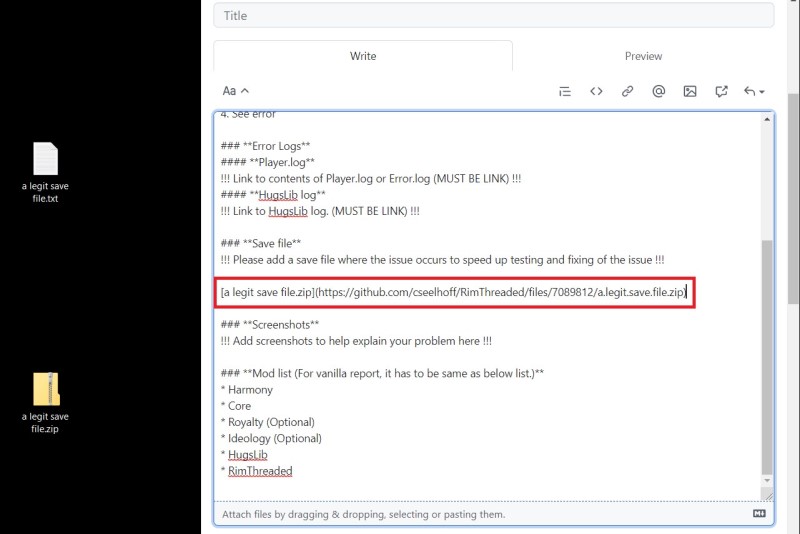 a legit save
file.txt
a legit save
file.zip
Title
Write
Preview
Aa
4. See error
### **Error Logs**
#### **Player.log**
!!! Link to contents of Player.log or Error.log (MUST BE LINK) !!!
#### **HugsLib log**
!!! Link to HugsLib log. (MUST BE LINK) !!!
### **Save file**
!!! Please add a save file where the issue occurs to speed up testing and fixing of the issue !!!
[a legit save file.zip](https://github.com/cseelhoff/RimThreaded/files/7089812/a.legit.save.file.zip)
### **Screenshots**
!!! Add screenshots to help explain your problem here !!!
### **Mod list (For vanilla report, it has to be same as below list.)**
* Harmony
* Core
* Royalty (Optional)
* Ideology (Optional)
* HugsLib
* RimThreaded
Attach files by dragging & dropping, selecting or pasting them.